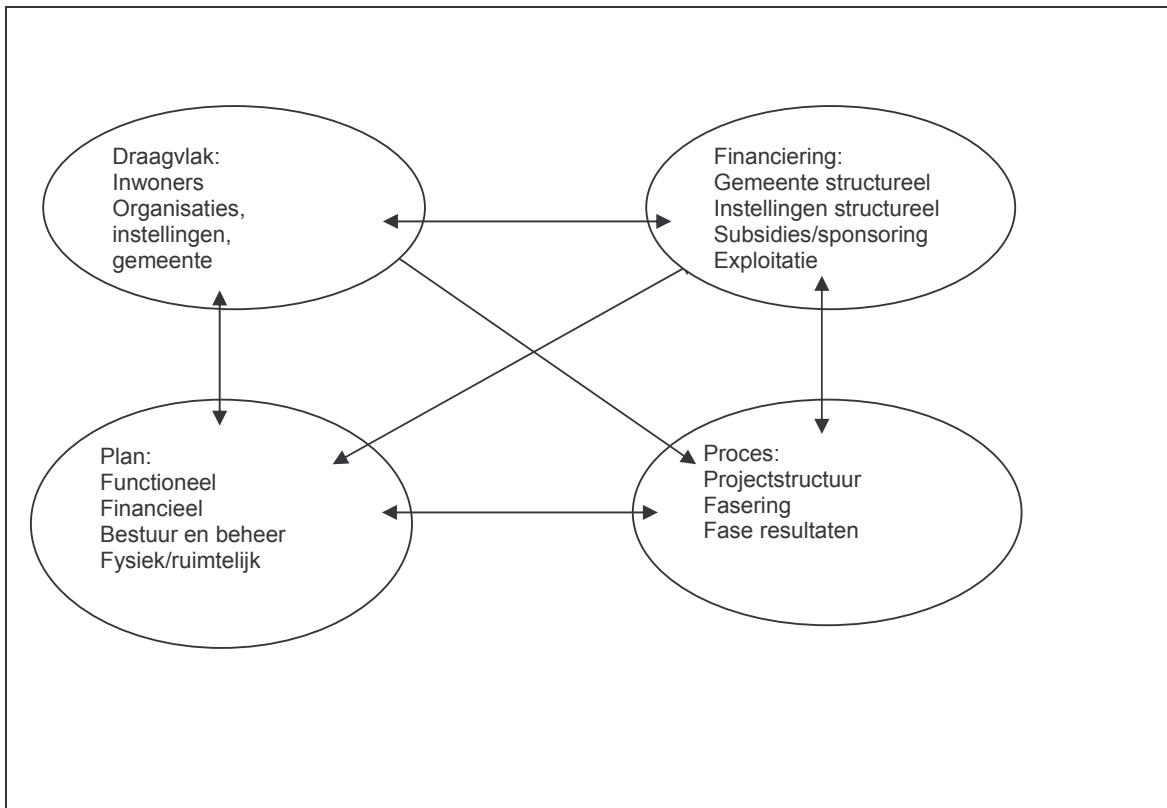 Draagvlak:
Inwoners
Organisaties,
instellingen,
gemeente
Financiering:
Gemeente structureel
Instellingen structureel
Subsidies/sponsoring
Exploitatie
Plan:
Functioneel
Financieel
Bestuur en beheer
Fysiek/ruimtelijk
Proces:
Projectstructuur
Fasering
Fase resultaten